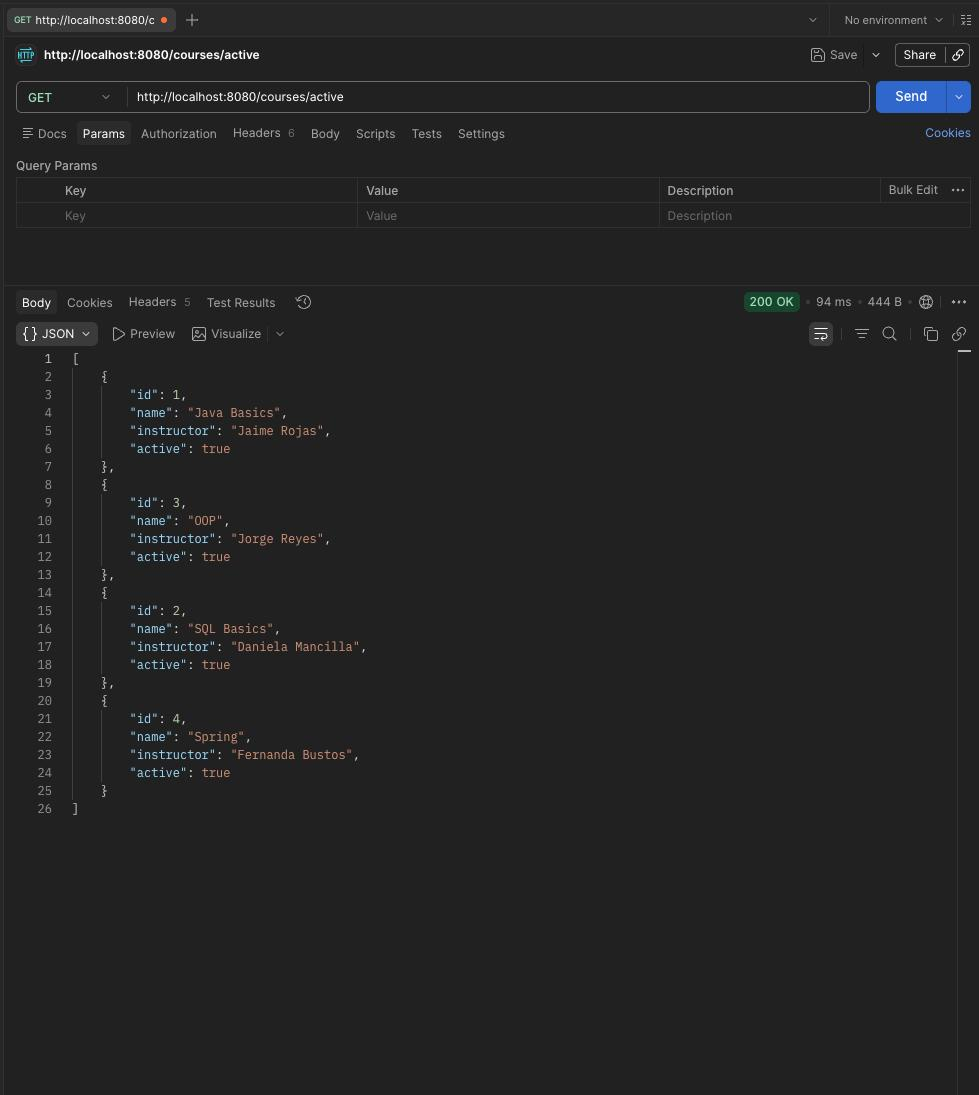 GET http://localhost:8080/c No environment
HTTP http://localhost:8080/courses/active Save Share
GET http://localhost:8080/courses/active Send
Docs Params Authorization Headers 6 Body Scripts Tests Settings Cookies
Query Params
Key Value Description Bulk Edit
Key Value Description
Body Cookies Headers 5 Test Results 200 OK 94 ms 444 B
{} JSON Preview Visualize
1 [
2 {
3 "id": 1,
4 "name": "Java Basics",
5 "instructor": "Jaime Rojas",
6 "active": true
7 },
8 {
9 "id": 3,
10 "name": "OOP",
11 "instructor": "Jorge Reyes",
12 "active": true
13 },
14 {
15 "id": 2,
16 "name": "SQL Basics",
17 "instructor": "Daniela Mancilla",
18 "active": true
19 },
20 {
21 "id": 4,
22 "name": "Spring",
23 "instructor": "Fernanda Bustos",
24 "active": true
25 }
26 ]